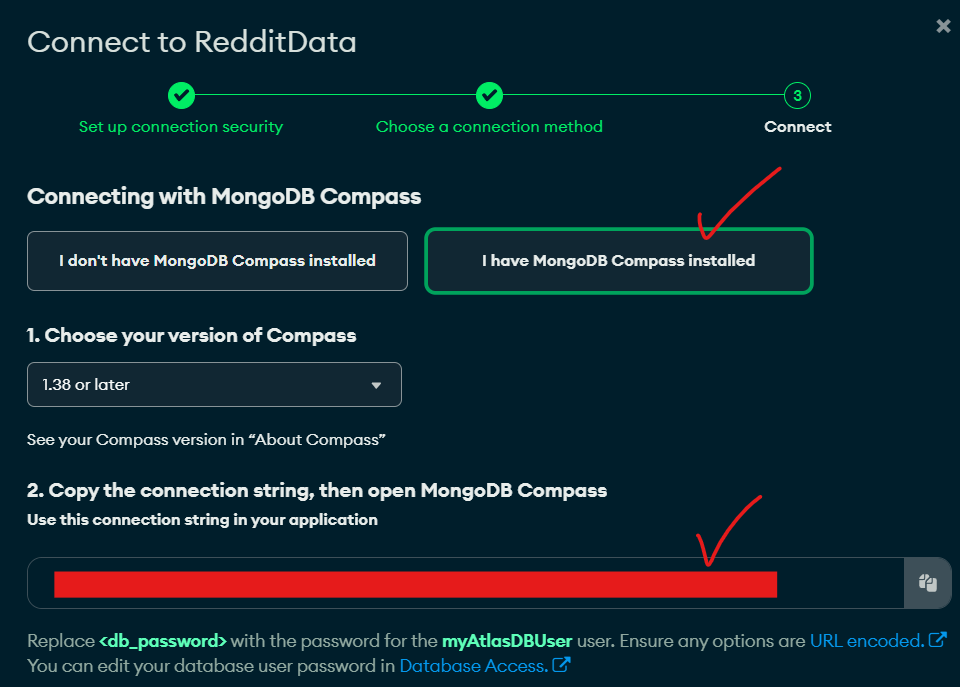 Connect to RedditData
3
Set up connection security
Choose a connection method
Connect
Connecting with MongoDB Compass
I don't have MongoDB Compass installed
I have MongoDB Compass installed
1. Choose your version of Compass
1.38 or later
See your Compass version in “About Compass”
2. Copy the connection string, then open MongoDB Compass
Use this connection string in your application
Replace <db_password> with the password for the myAtlasDBUser user. Ensure any options are URL encoded.
You can edit your database user password in Database Access.